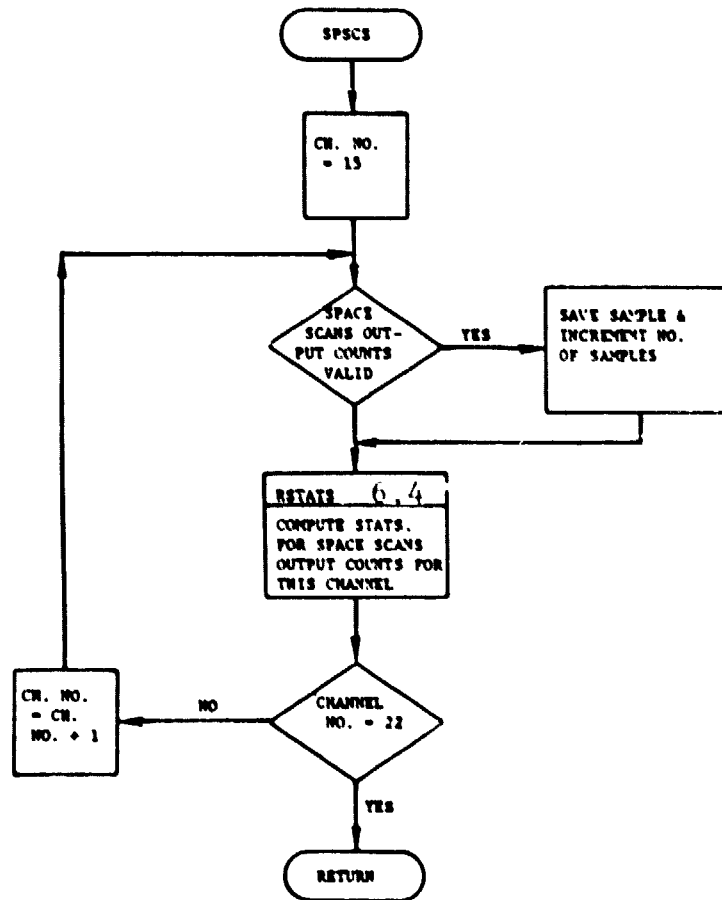 SPSCS
CH. NO.
= 15
SPACE
SCANS OUT-
PUT COUNTS
VALID
YES
SAVE SAMPLE &
INCREMENT NO.
OF SAMPLES
RSTATS 6,4
COMPUTE STATS.
FOR SPACE SCANS
OUTPUT COUNTS FOR
THIS CHANNEL
CHANNEL
NO. = 22
NO
CH. NO.
= CH.
NO. + 1
YES
RETURN